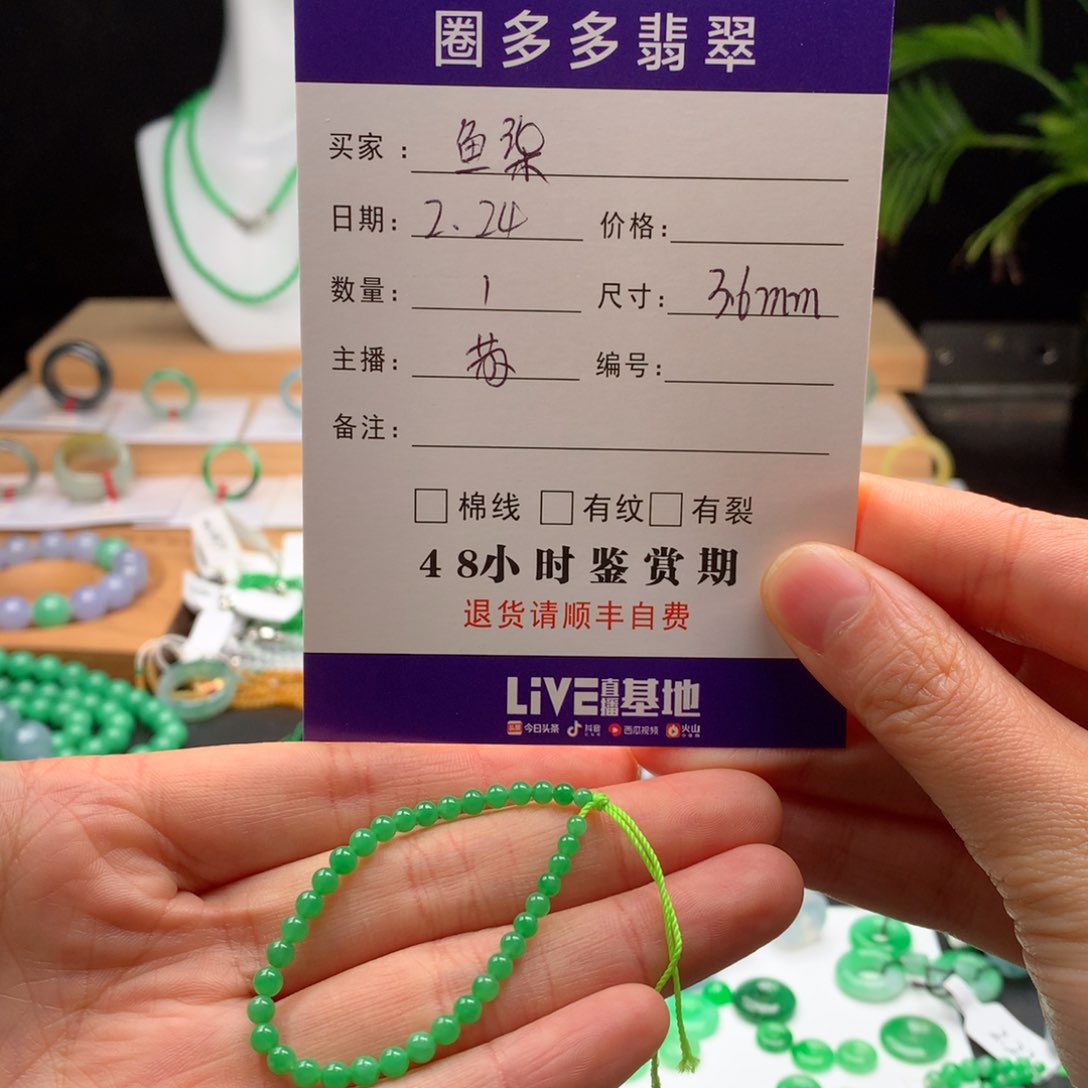 圈多多翡翠
买家：鱼梁
日期：2.24 价格：
数量：1 尺寸：36mm
主播： 编号：
备注：
棉线 有纹 有裂
48小时鉴赏期
退货请顺丰自费
LiVE直播基地
今日头条 抖音 西瓜视频 火山